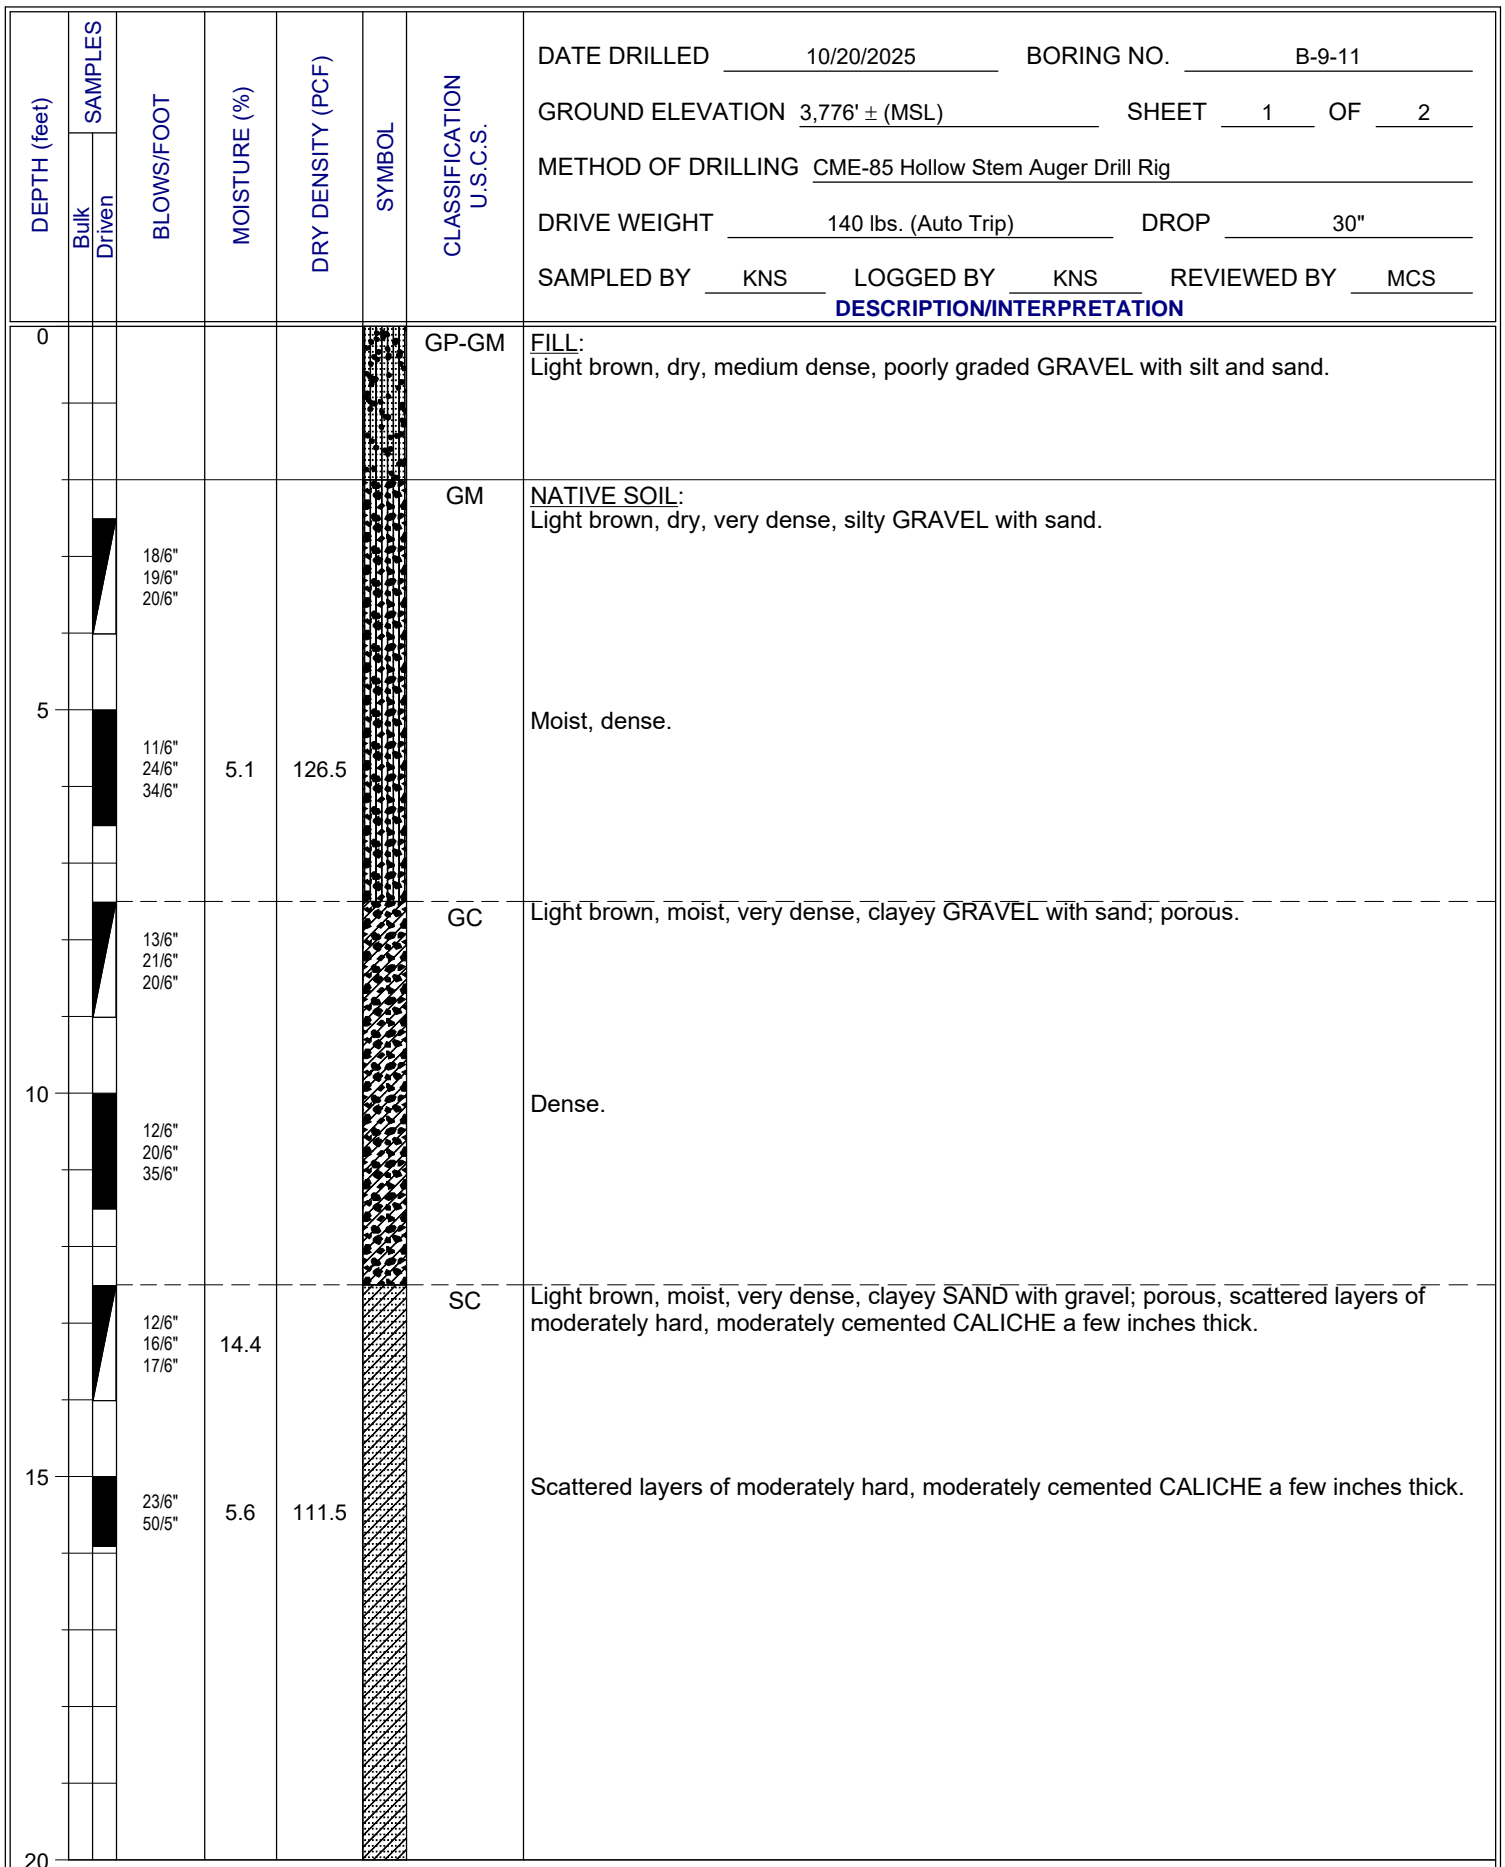 DEPTH (feet)
SAMPLES
Bulk
Driven
BLOWS/FOOT
MOISTURE (%)
DRY DENSITY (PCF)
SYMBOL
CLASSIFICATION
U.S.C.S.
DATE DRILLED 10/20/2025 BORING NO. B-9-11
GROUND ELEVATION 3,776' ± (MSL) SHEET 1 OF 2
METHOD OF DRILLING CME-85 Hollow Stem Auger Drill Rig
DRIVE WEIGHT 140 lbs. (Auto Trip) DROP 30"
SAMPLED BY KNS LOGGED BY KNS REVIEWED BY MCS
DESCRIPTION/INTERPRETATION
0 GP-GM FILL:
Light brown, dry, medium dense, poorly graded GRAVEL with silt and sand.
GM NATIVE SOIL:
Light brown, dry, very dense, silty GRAVEL with sand.
18/6"
19/6"
20/6"
5 Moist, dense.
11/6"
24/6" 5.1 126.5
34/6"
GC Light brown, moist, very dense, clayey GRAVEL with sand; porous.
13/6"
21/6"
20/6"
10 Dense.
12/6"
20/6"
35/6"
SC Light brown, moist, very dense, clayey SAND with gravel; porous, scattered layers of
moderately hard, moderately cemented CALICHE a few inches thick.
12/6"
16/6" 14.4
17/6"
15 Scattered layers of moderately hard, moderately cemented CALICHE a few inches thick.
23/6"
50/5" 5.6 111.5
20